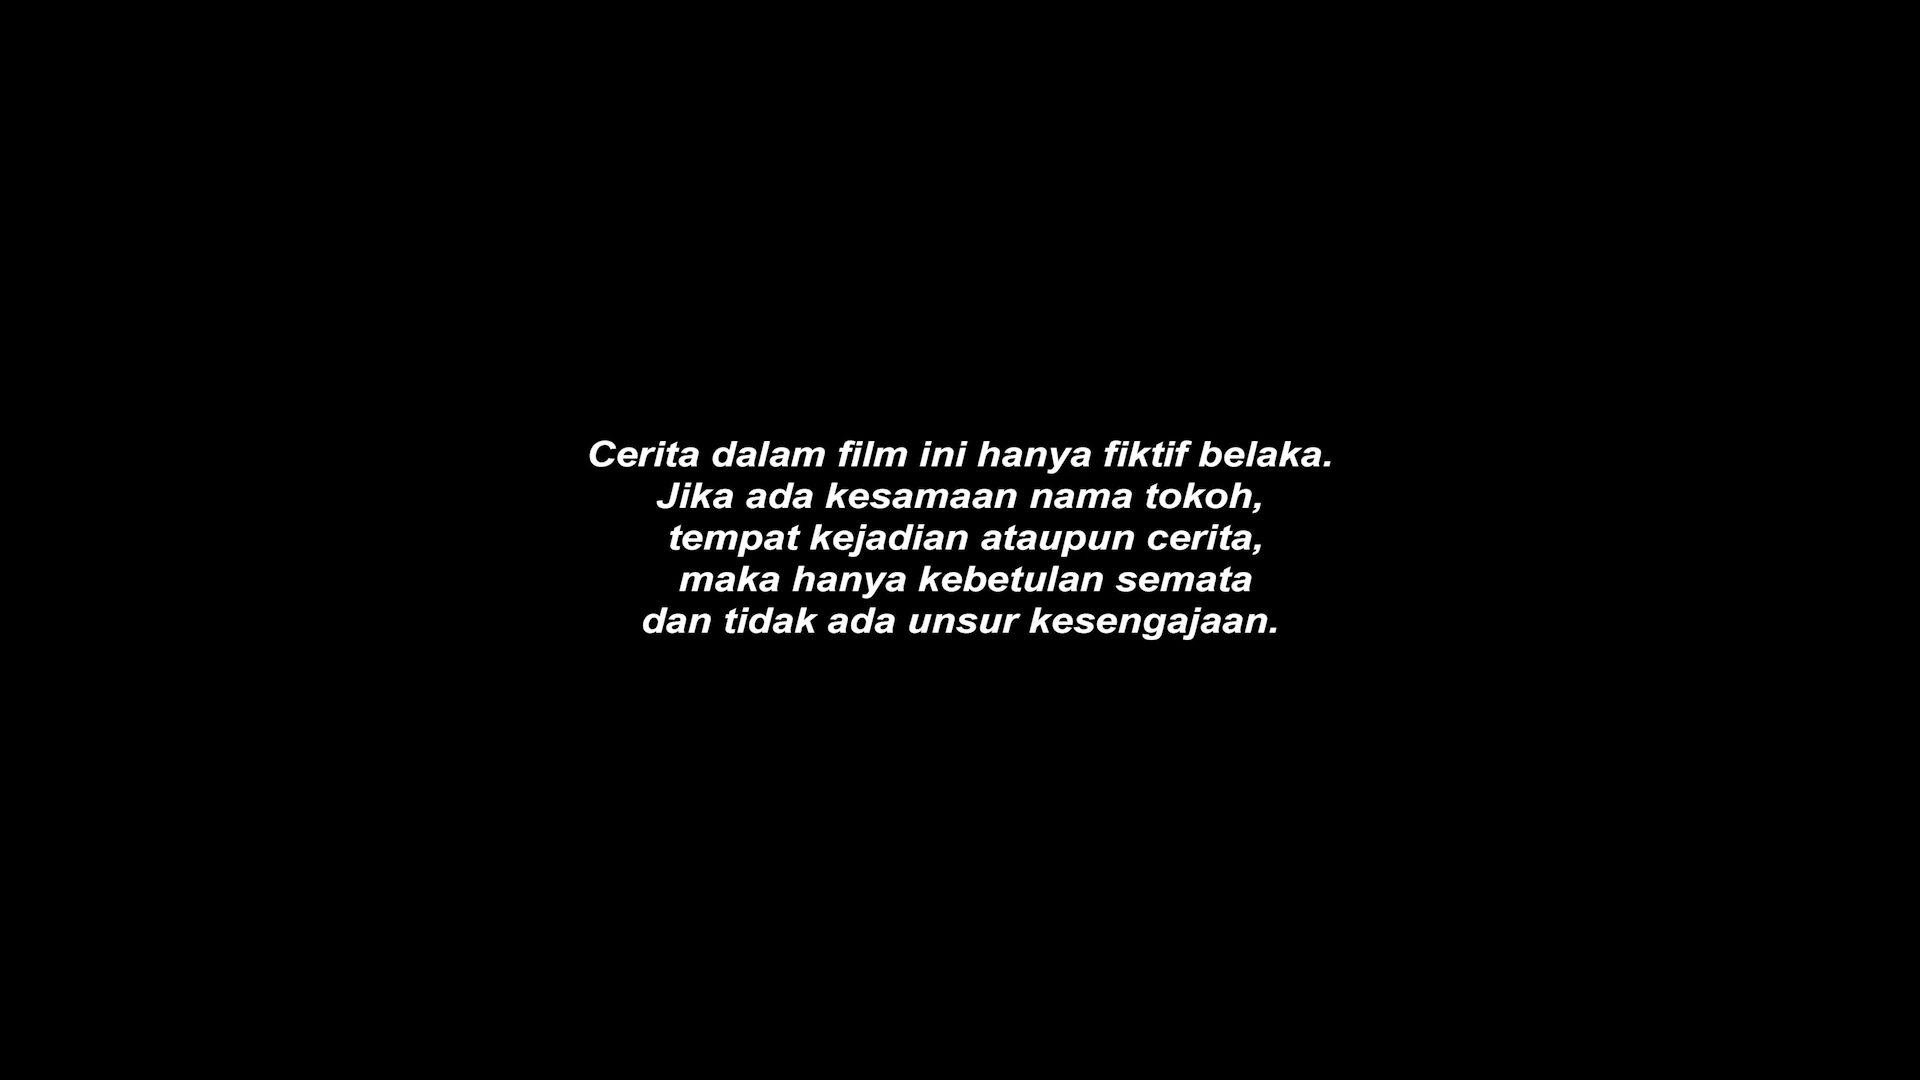 Cerita dalam film ini hanya fiktif belaka.
Jika ada kesamaan nama tokoh,
tempat kejadian ataupun cerita,
maka hanya kebetulan semata
dan tidak ada unsur kesengajaan.